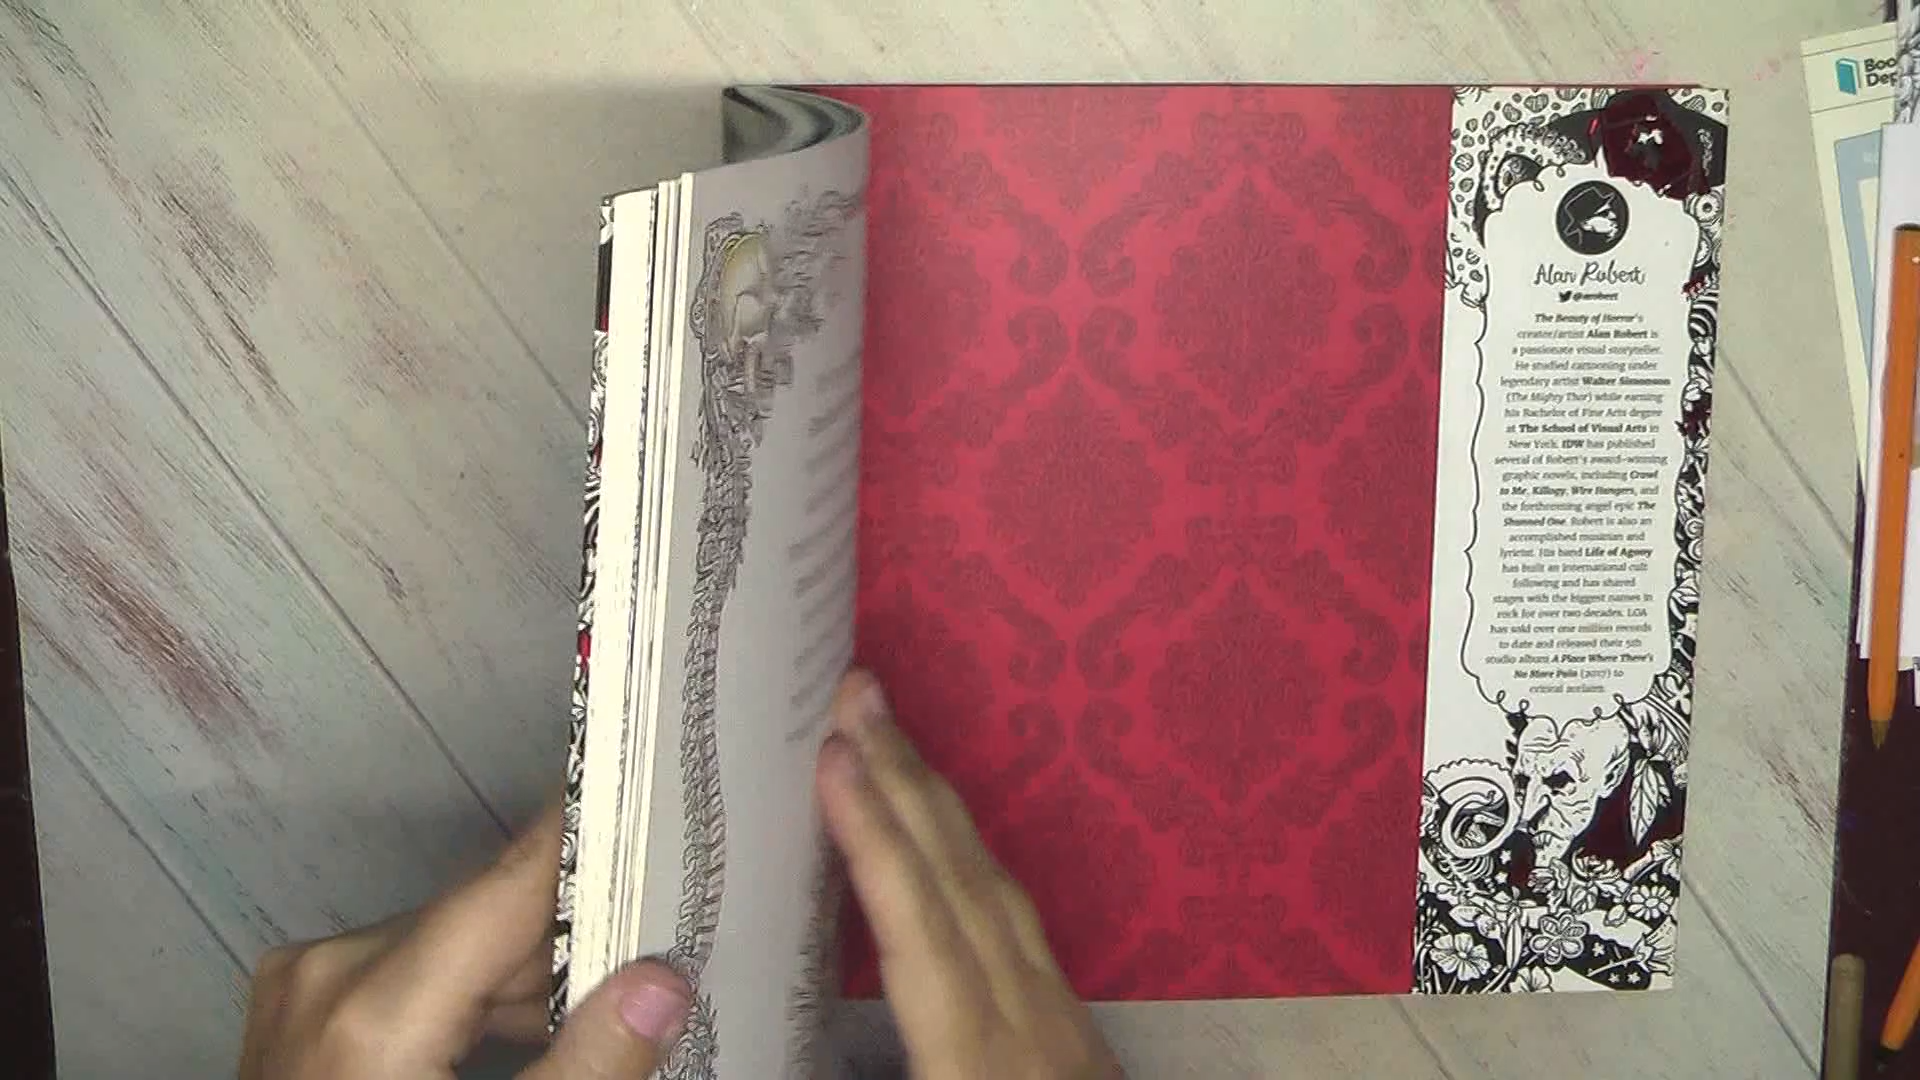 Boo
Dep
Alan Robert
@arobert
The Beauty of Horror's
creator/artist Alan Robert is
a passionate visual storyteller.
He studied cartooning under
legendary artist Walter Simonson
(The Mighty Thor) while earning
his Bachelor of Fine Arts degree
at The School of Visual Arts in
New York. IDW has published
several of Robert's award-winning
graphic novels, including Crawl
to Me, Killogy, Wire Hangers, and
the forthcoming angel epic The
Shunned One. Robert is also an
accomplished musician and
lyricist. His band Life of Agony
has built an international cult
following and has shared
stages with the biggest names in
rock for over two decades. LOA
has sold over one million records
to date and released their 5th
studio album A Place Where There's
No More Pain (2017) to
critical acclaim.